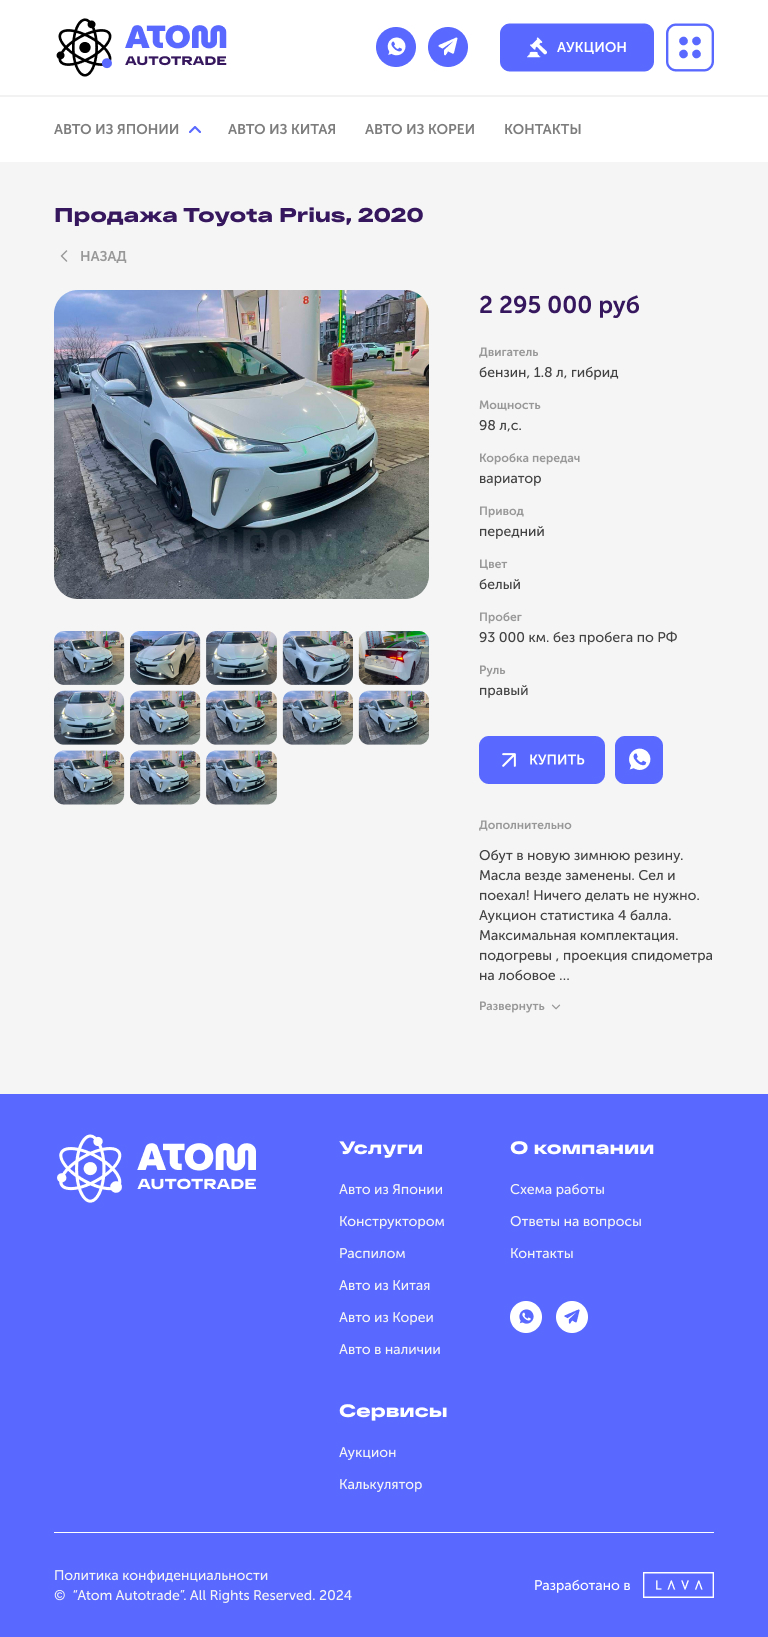 ATOM
AUTOTRADE
АУКЦИОН
АВТО ИЗ ЯПОНИИ
АВТО ИЗ КИТАЯ
АВТО ИЗ КОРЕИ
КОНТАКТЫ
Продажа Toyota Prius, 2020
НАЗАД
8
дром
2 295 000 руб
Двигатель
бензин, 1.8 л, гибрид
Мощность
98 л,с.
Коробка передач
вариатор
Привод
передний
Цвет
белый
Пробег
93 000 км. без пробега по РФ
Руль
правый
КУПИТЬ
Дополнительно
Обут в новую зимнюю резину.
Масла везде заменены. Сел и
поехал! Ничего делать не нужно.
Аукцион статистика 4 балла.
Максимальная комплектация.
подогревы , проекция спидометра
на лобовое ...
Развернуть
ATOM
AUTOTRADE
Услуги
Авто из Японии
Конструктором
Распилом
Авто из Китая
Авто из Кореи
Авто в наличии
Сервисы
Аукцион
Калькулятор
О компании
Схема работы
Ответы на вопросы
Контакты
Политика конфиденциальности
© “Atom Autotrade”. All Rights Reserved. 2024
Разработано в
LAVA